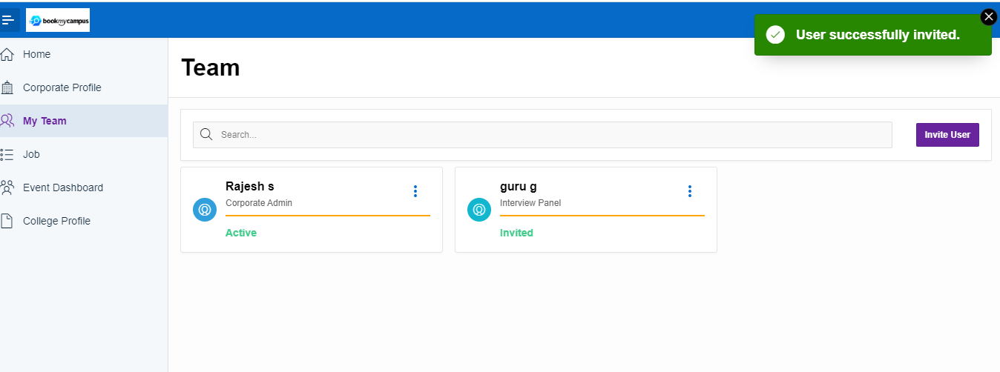 bookmycampus
User successfully invited.
Home
Corporate Profile
My Team
Job
Event Dashboard
College Profile
Team
Search...
Invite User
Rajesh s
Corporate Admin
Active
guru g
Interview Panel
Invited